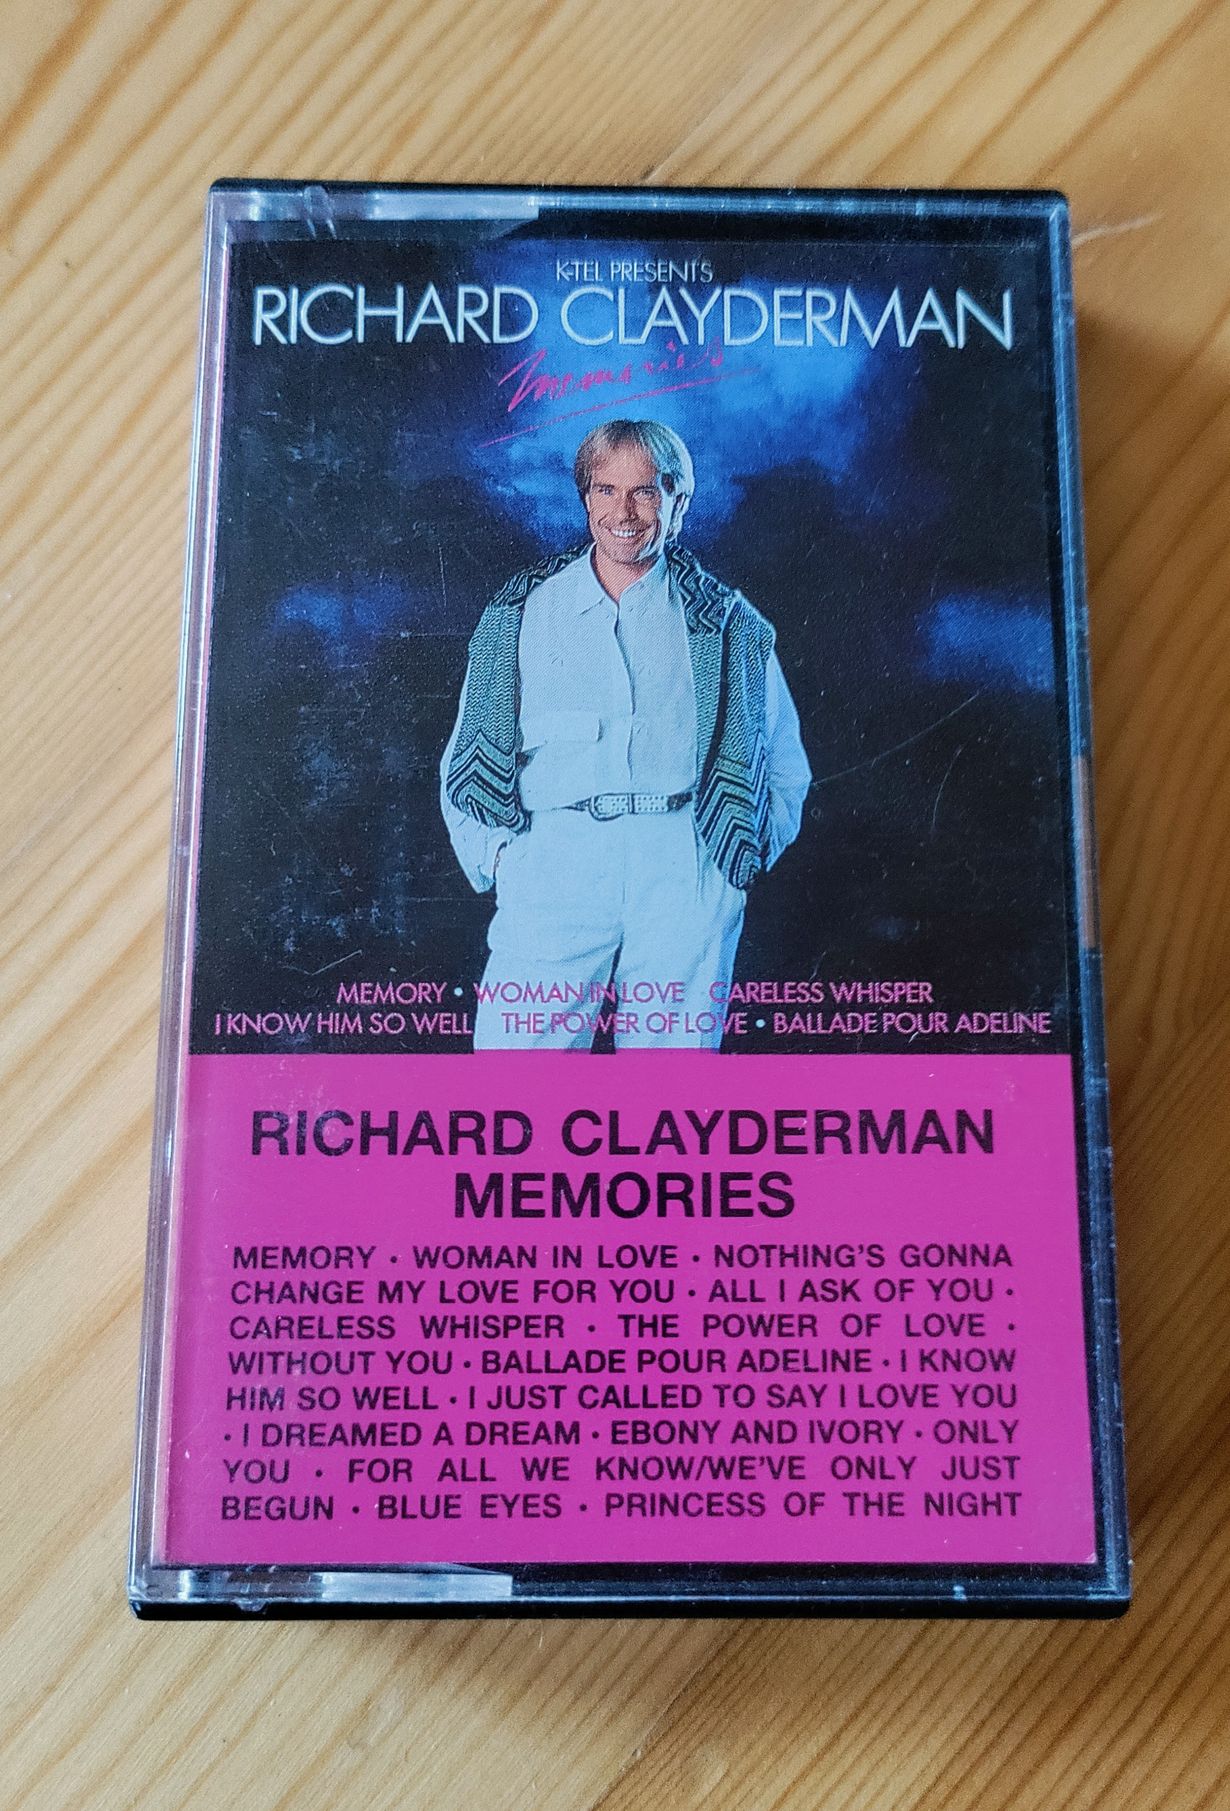 K-TEL PRESENTS
RICHARD CLAYDERMAN
Memories
MEMORY • WOMAN IN LOVE CARELESS WHISPER
I KNOW HIM SO WELL THE POWER OF LOVE • BALLADE POUR ADELINE
RICHARD CLAYDERMAN
MEMORIES
MEMORY · WOMAN IN LOVE · NOTHING'S GONNA
CHANGE MY LOVE FOR YOU · ALL I ASK OF YOU ·
CARELESS WHISPER · THE POWER OF LOVE ·
WITHOUT YOU · BALLADE POUR ADELINE · I KNOW
HIM SO WELL · I JUST CALLED TO SAY I LOVE YOU
· I DREAMED A DREAM · EBONY AND IVORY · ONLY
YOU · FOR ALL WE KNOW/WE'VE ONLY JUST
BEGUN · BLUE EYES · PRINCESS OF THE NIGHT